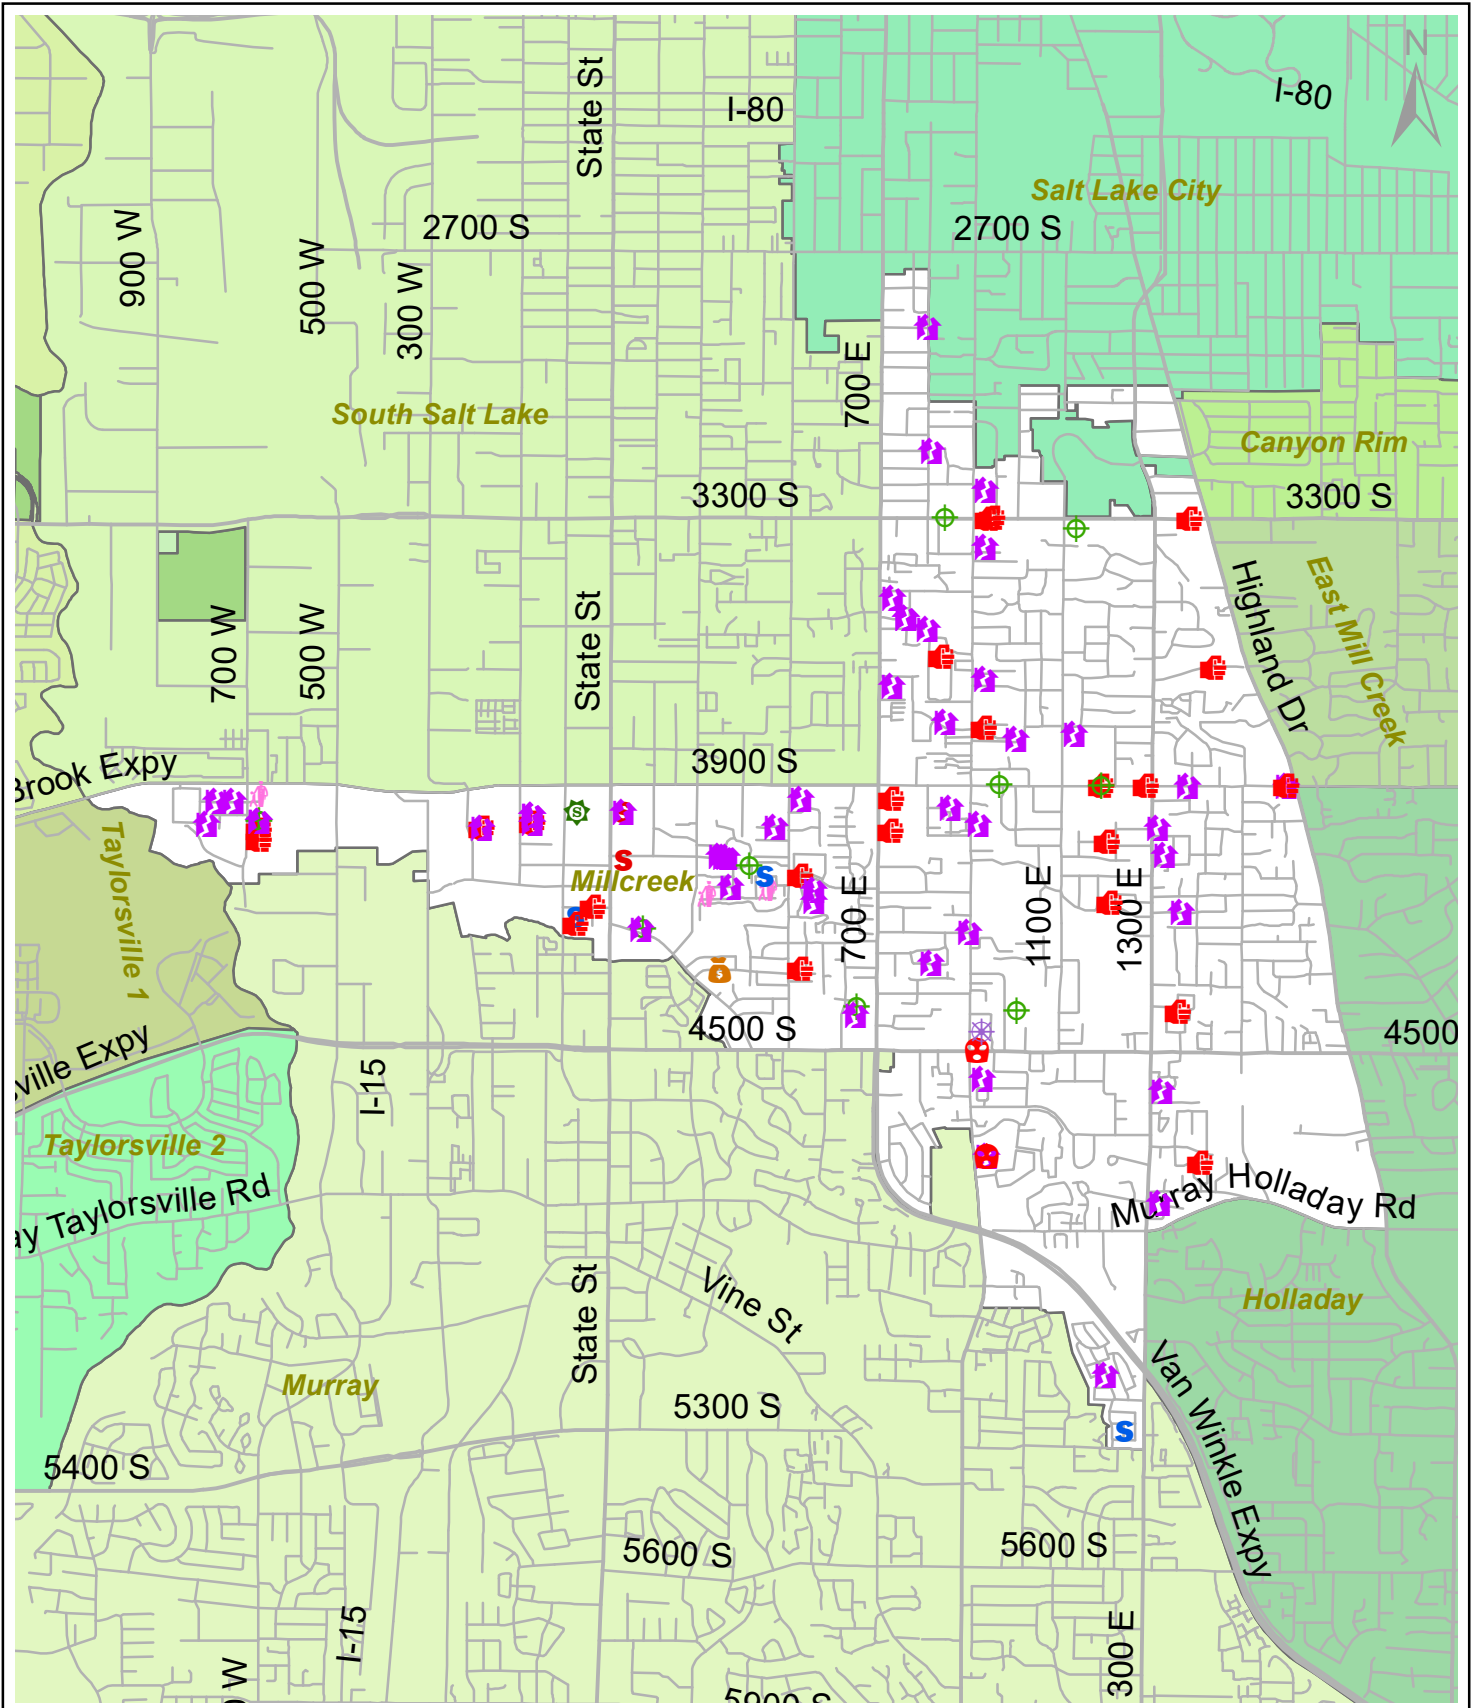 N
I-80
I-80
State St
Salt Lake City
2700 S
2700 S
900 W
500 W
300 W
700 E
South Salt Lake
Canyon Rim
3300 S
3300 S
Highland Dr
East Mill Creek
700 W
500 W
State St
3900 S
Brook Expy
S
S
S
Millcreek
$
Taylorsville 1
700 E
1100 E
1300 E
4500 S
4500
sville Expy
I-15
Taylorsville 2
ay Taylorsville Rd
Murray Holladay Rd
State St
Vine St
Holladay
Murray
Van Winkle Expy
5300 S
S
5400 S
5600 S
5600 S
I-15
300 E
0 W
5900 S